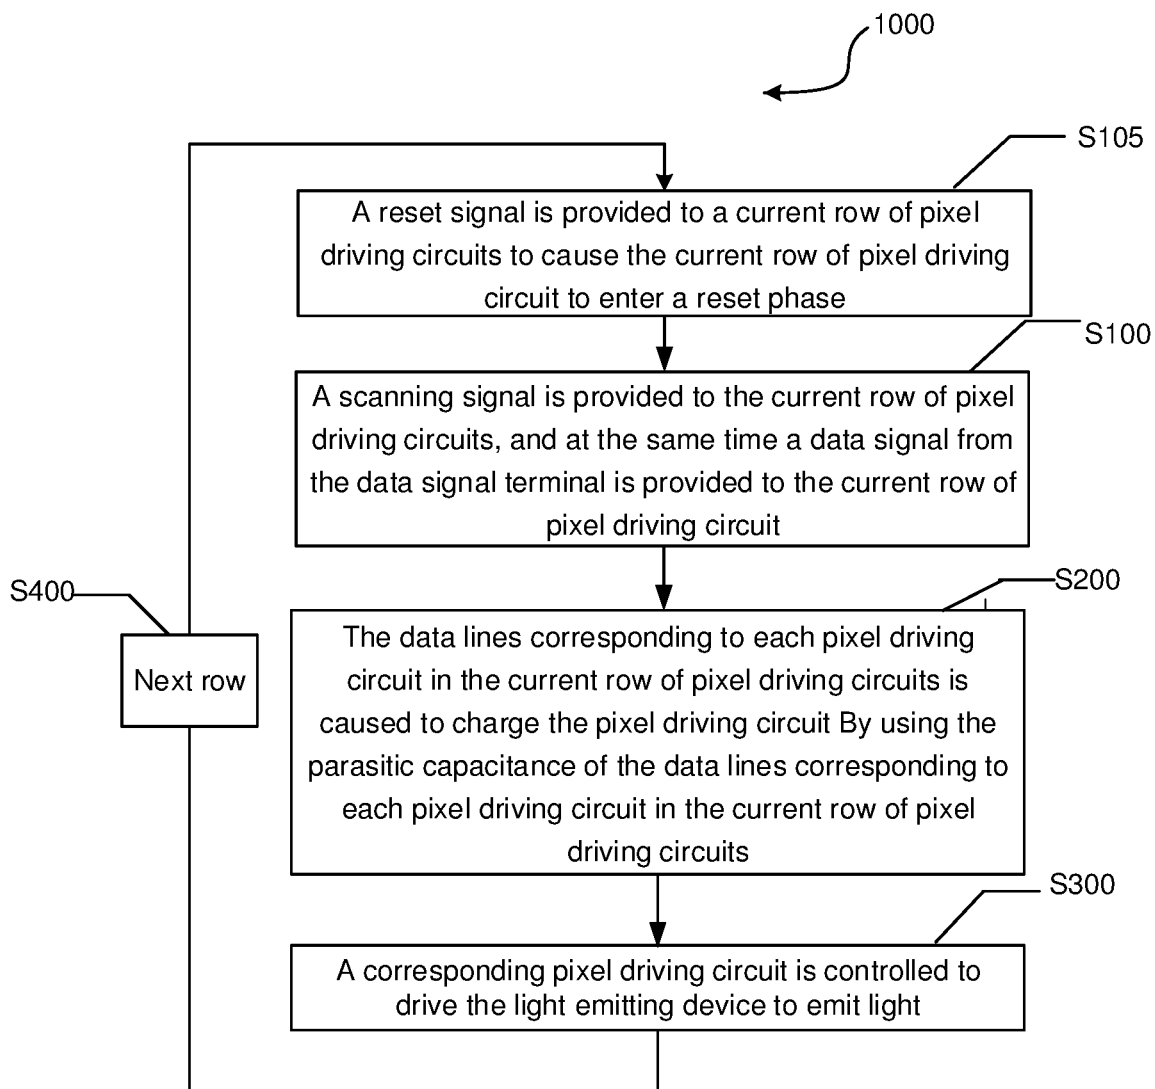 1000
S105
A reset signal is provided to a current row of pixel
driving circuits to cause the current row of pixel driving
circuit to enter a reset phase
S100
A scanning signal is provided to the current row of pixel
driving circuits, and at the same time a data signal from
the data signal terminal is provided to the current row of
pixel driving circuit
S400
Next row
S200
The data lines corresponding to each pixel driving
circuit in the current row of pixel driving circuits is
caused to charge the pixel driving circuit By using the
parasitic capacitance of the data lines corresponding to
each pixel driving circuit in the current row of pixel
driving circuits
S300
A corresponding pixel driving circuit is controlled to
drive the light emitting device to emit light